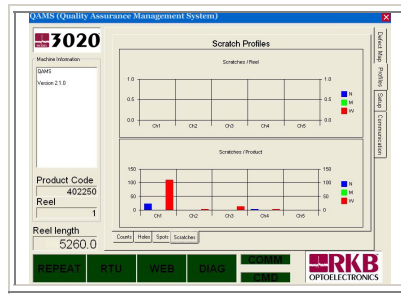 QAMS (Quality Assurance Management System)
3020
Machine Information
QAMS
Version 2.1.0
Product Code
402250
Reel
1
Reel length
5260.0
Scratch Profiles
Scratches / Reel
1.0 1.0
0.5 0.5
0.0 0.0
Ch1 Ch2 Ch3 Ch4 Ch5
N
M
W
Scratches / Product
150 150
100 100
50 50
0 0
Ch1 Ch2 Ch3 Ch4 Ch5
N
M
W
Counts Holes Spots Scratches
Defect Map
Profiles
Setup
Communication
REPEAT RTU WEB DIAG COMM
CMD
RKB
OPTOELECTRONICS